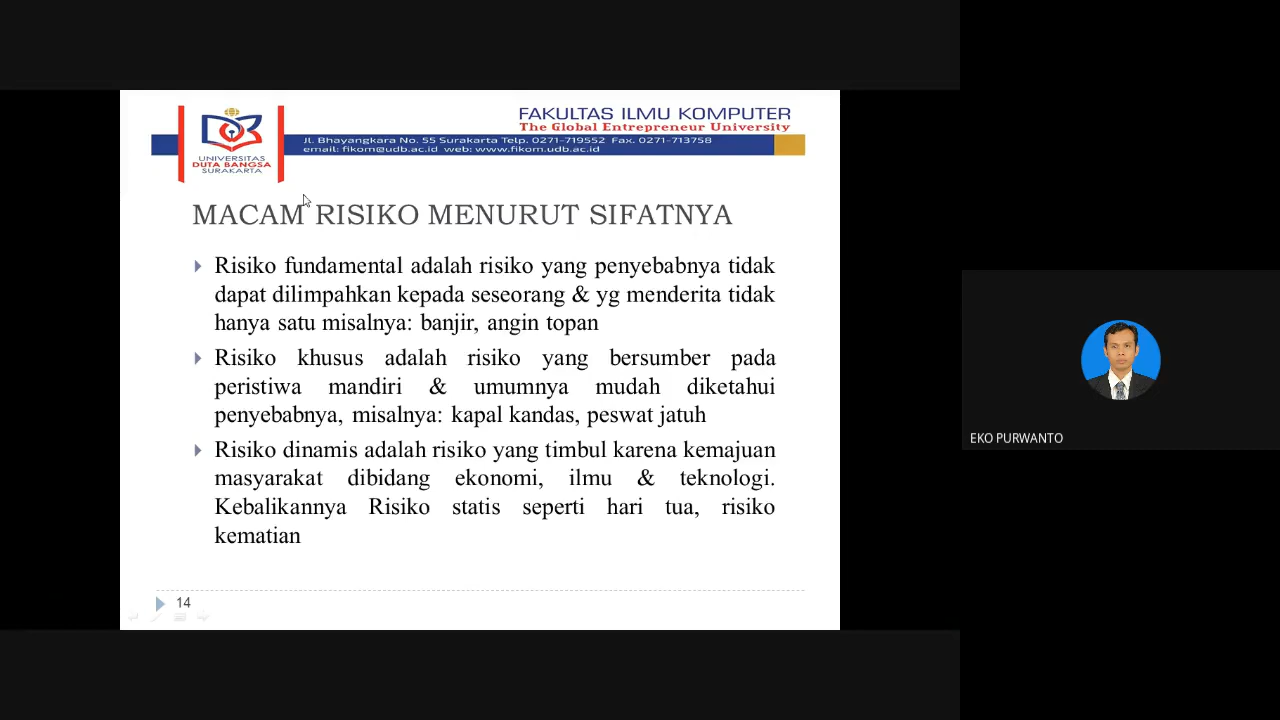 FAKULTAS ILMU KOMPUTER
The Global Entrepreneur University
Jl. Bhayangkara No. 55 Surakarta Telp. 0271-719552 Fax. 0271-713758
email: fikom@udb.ac.id web: www.fikom.udb.ac.id
UNIVERSITAS
DUTA BANGSA
SURAKARTA
MACAM RISIKO MENURUT SIFATNYA
Risiko fundamental adalah risiko yang penyebabnya tidak
dapat dilimpahkan kepada seseorang & yg menderita tidak
hanya satu misalnya: banjir, angin topan
Risiko khusus adalah risiko yang bersumber pada
peristiwa mandiri & umumnya mudah diketahui
penyebabnya, misalnya: kapal kandas, peswat jatuh
Risiko dinamis adalah risiko yang timbul karena kemajuan
masyarakat dibidang ekonomi, ilmu & teknologi.
Kebalikannya Risiko statis seperti hari tua, risiko
kematian
14
EKO PURWANTO